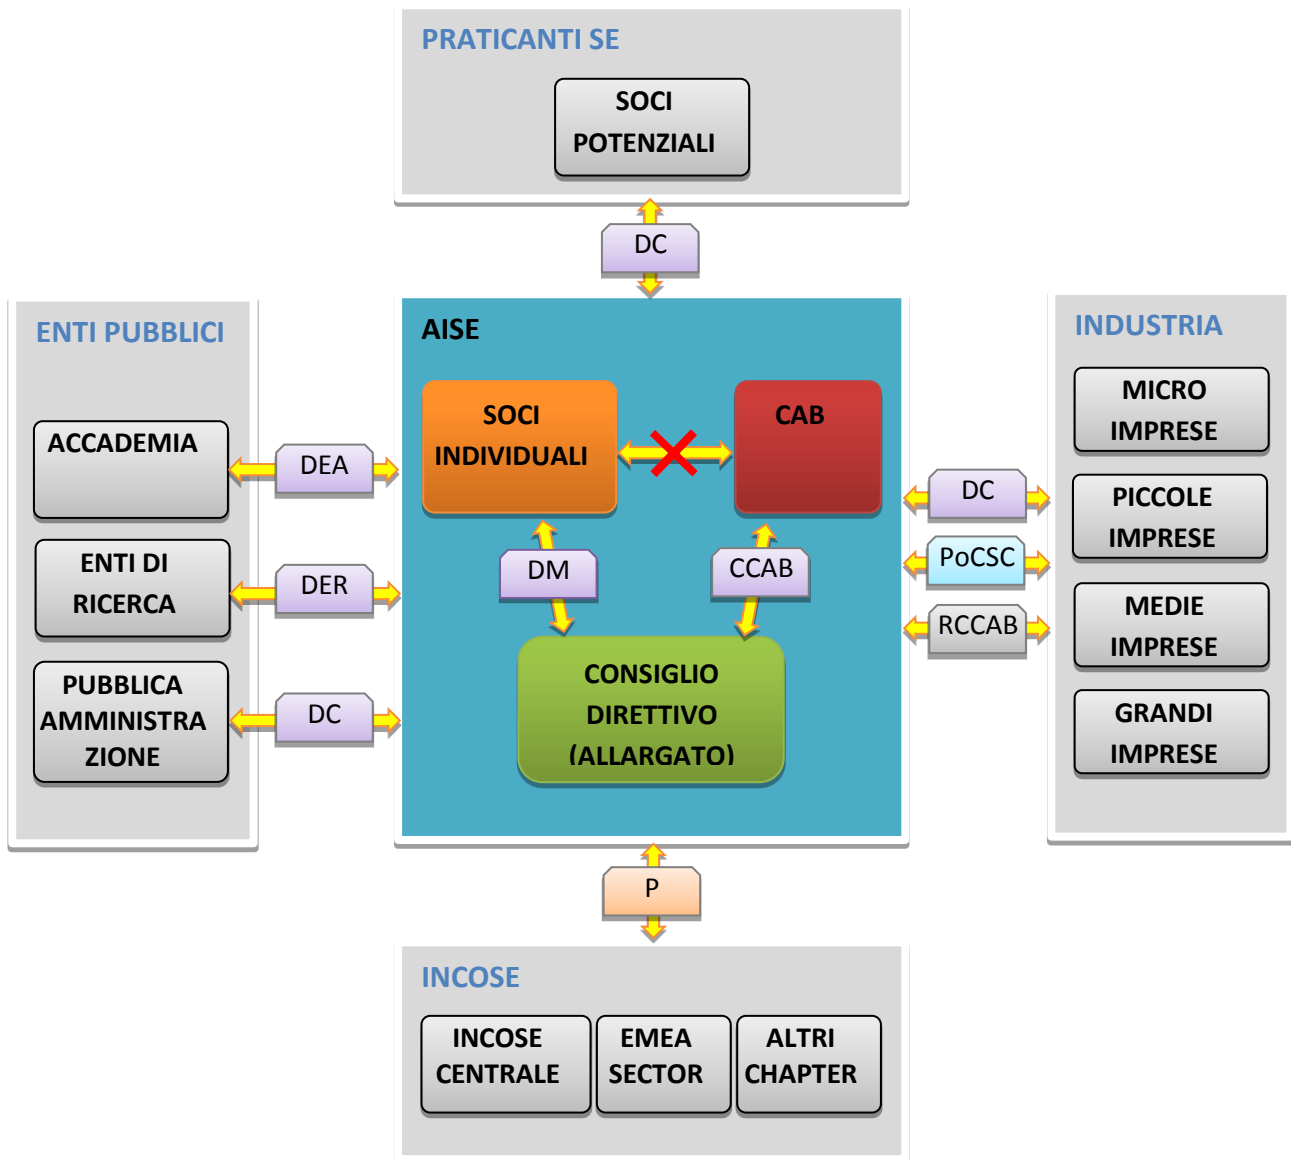 PRATICANTI SE
SOCI
POTENZIALI
DC
ENTI PUBBLICI
ACCADEMIA
ENTI DI
RICERCA
PUBBLICA
AMMINISTRA
ZIONE
DEA
DER
DC
AISE
SOCI
INDIVIDUALI
CAB
DM
CCAB
CONSIGLIO
DIRETTIVO
(ALLARGATO)
DC
PoCSC
RCCAB
INDUSTRIA
MICRO
IMPRESE
PICCOLE
IMPRESE
MEDIE
IMPRESE
GRANDI
IMPRESE
P
INCOSE
INCOSE
CENTRALE
EMEA
SECTOR
ALTRI
CHAPTER